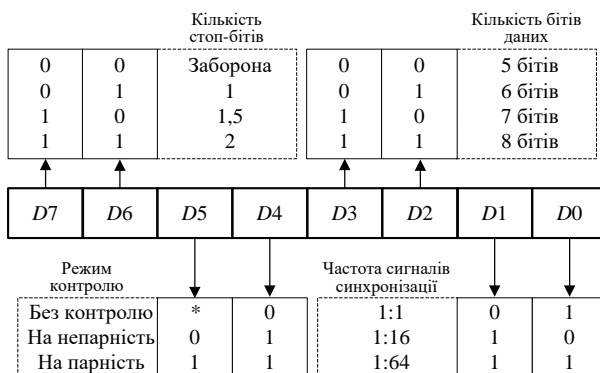 Кількість стоп-бітів
Кількість бітів даних
0 0 Заборона 0 0 5 бітів
0 1 1 0 1 6 бітів
1 0 1,5 1 0 7 бітів
1 1 2 1 1 8 бітів
D7 D6 D5 D4 D3 D2 D1 D0
Режим контролю
Частота сигналів синхронізації
Без контролю * 0 1:1 0 1
На непарність 0 1 1:16 1 0
На парність 1 1 1:64 1 1